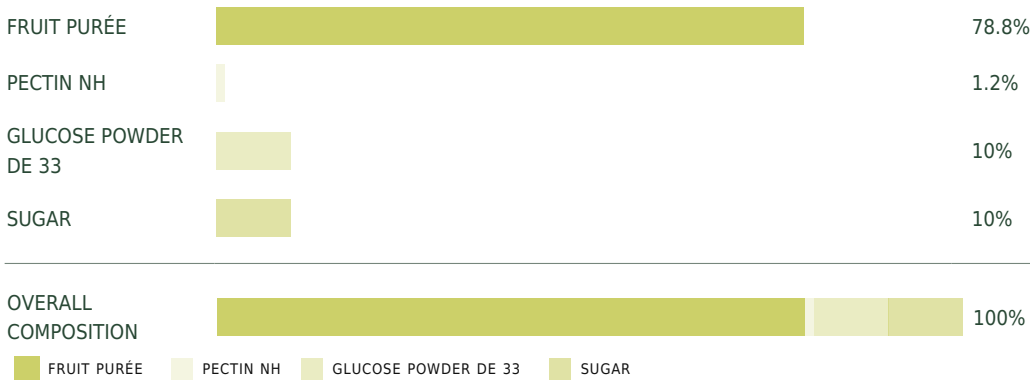 FRUIT PURÉE 78.8%
PECTIN NH 1.2%
GLUCOSE POWDER
DE 33 10%
SUGAR 10%
OVERALL
COMPOSITION 100%
FRUIT PURÉE PECTIN NH GLUCOSE POWDER DE 33 SUGAR